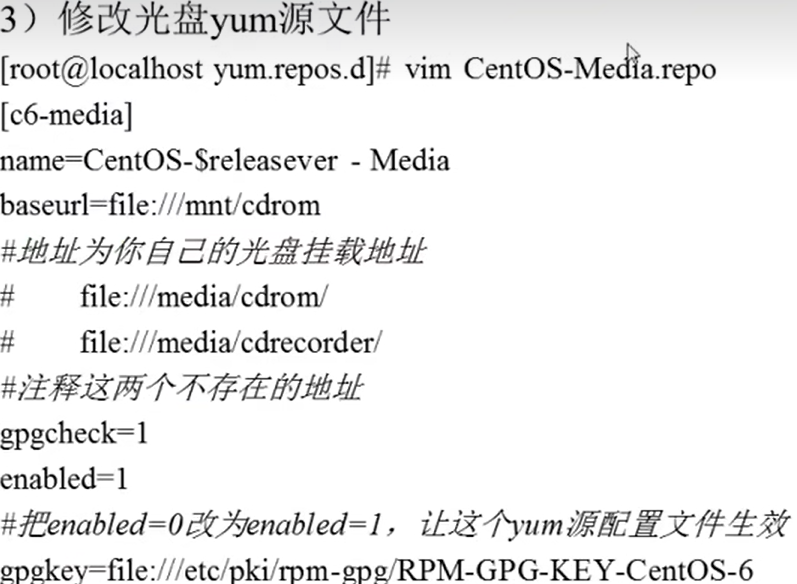 3）修改光盘yum源文件
[root@localhost yum.repos.d]# vim CentOS-Media.repo
[c6-media]
name=CentOS-$releasever - Media
baseurl=file:///mnt/cdrom
#地址为你自己的光盘挂载地址
# file:///media/cdrom/
# file:///media/cdrecorder/
#注释这两个不存在的地址
gpgcheck=1
enabled=1
#把enabled=0改为enabled=1，让这个yum源配置文件生效
gpgkey=file:///etc/pki/rpm-gpg/RPM-GPG-KEY-CentOS-6